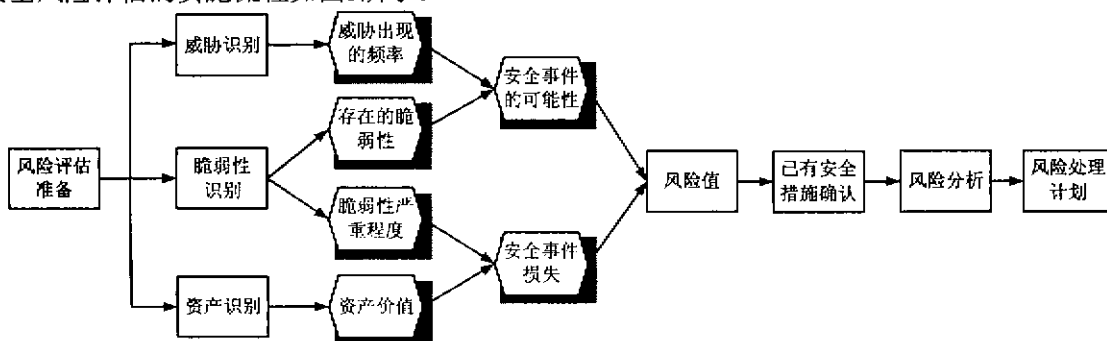 威胁识别
威胁出现
的频率
安全事件
的可能性
存在的脆
弱性
风险评估
准备
脆弱性
识别
脆弱性严
重程度
风险值
已有安全
措施确认
风险分析
风险处理
计划
安全事件
损失
资产识别
资产价值